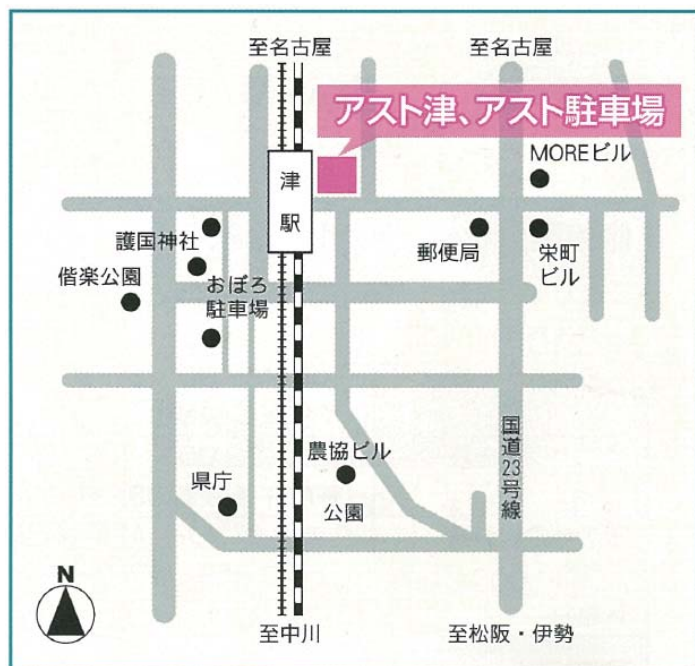 至名古屋
至名古屋
アスト津、アスト駐車場
MOREビル
津
駅
護国神社
郵便局
栄町
ビル
偕楽公園
おぼろ
駐車場
国道23号線
農協ビル
県庁
公園
N
至中川
至松阪・伊勢